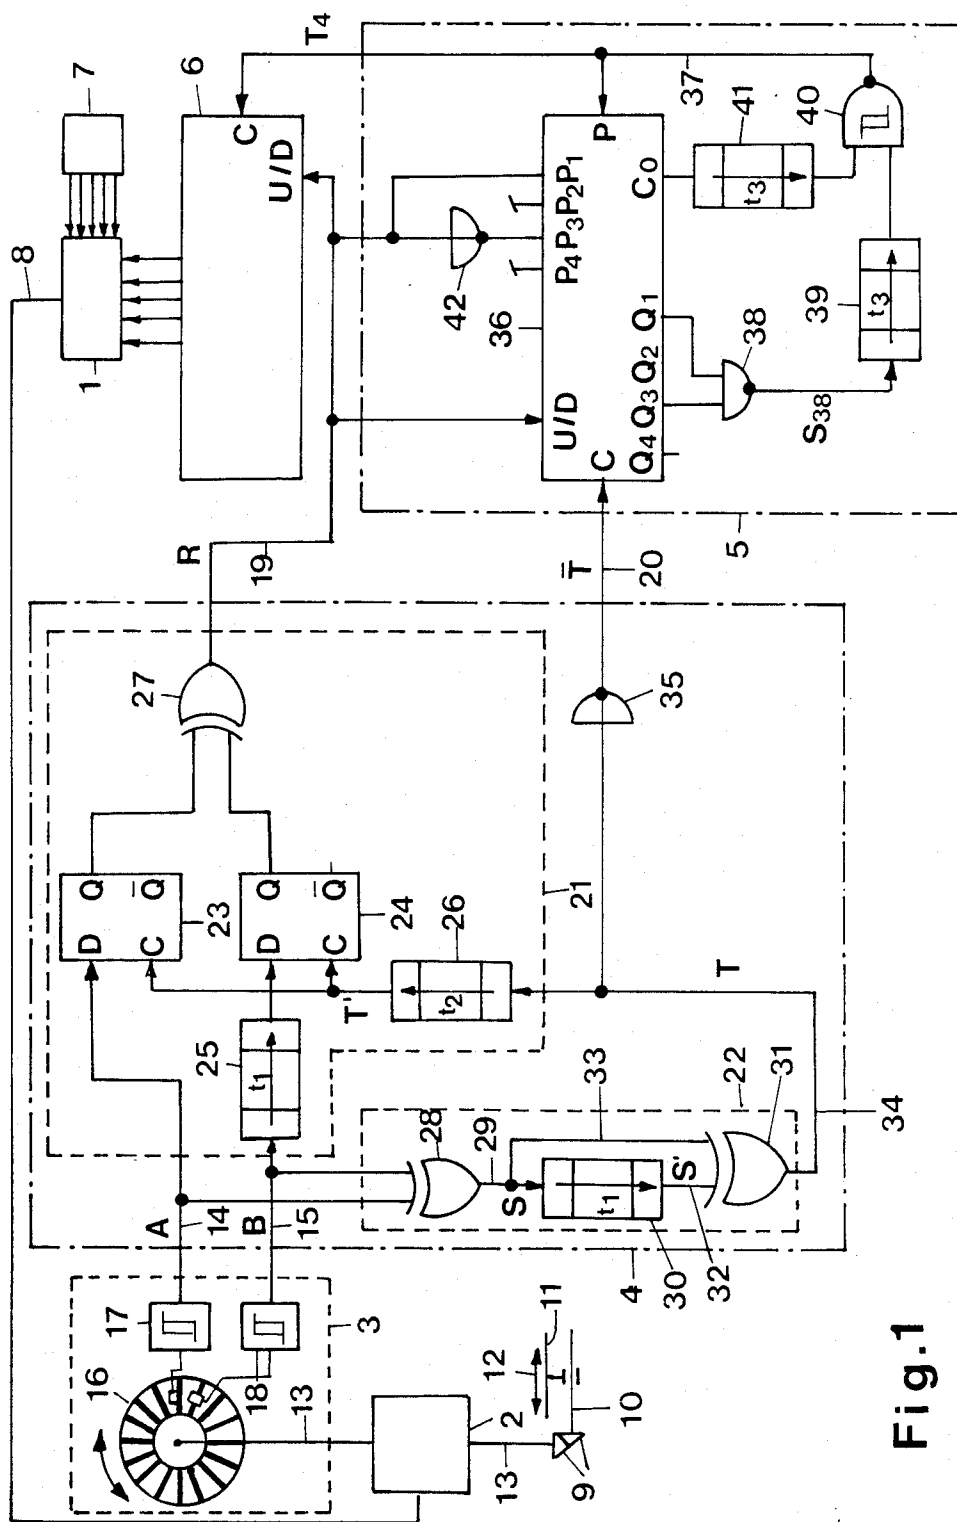 T4
7
6
8
C
U/D
1
37
40
41
P
C0
t3
P4 P3 P2 P1
42
36
39
t3
Q4 Q3 Q2 Q1
38
S38
U/D
C
R
19
T̄
20
5
27
35
D
Q
C
Q̄
23
D
Q
C
Q̄
24
21
26
t2
T'
T
25
t1
28
29
33
22
31
34
S
t1
S'
30
32
4
A
14
B
15
17
16
18
3
13
2
13
12
11
10
9
Fig.1